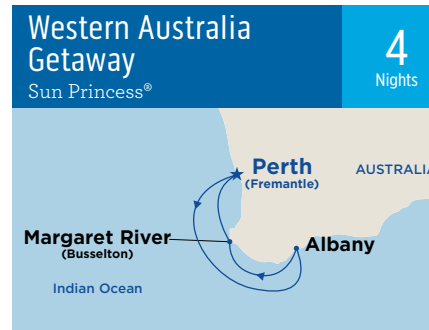 Western Australia
Getaway
Sun Princess®
4
Nights
Perth
(Fremantle)
AUSTRALIA
Margaret River
(Busselton)
Albany
Indian Ocean